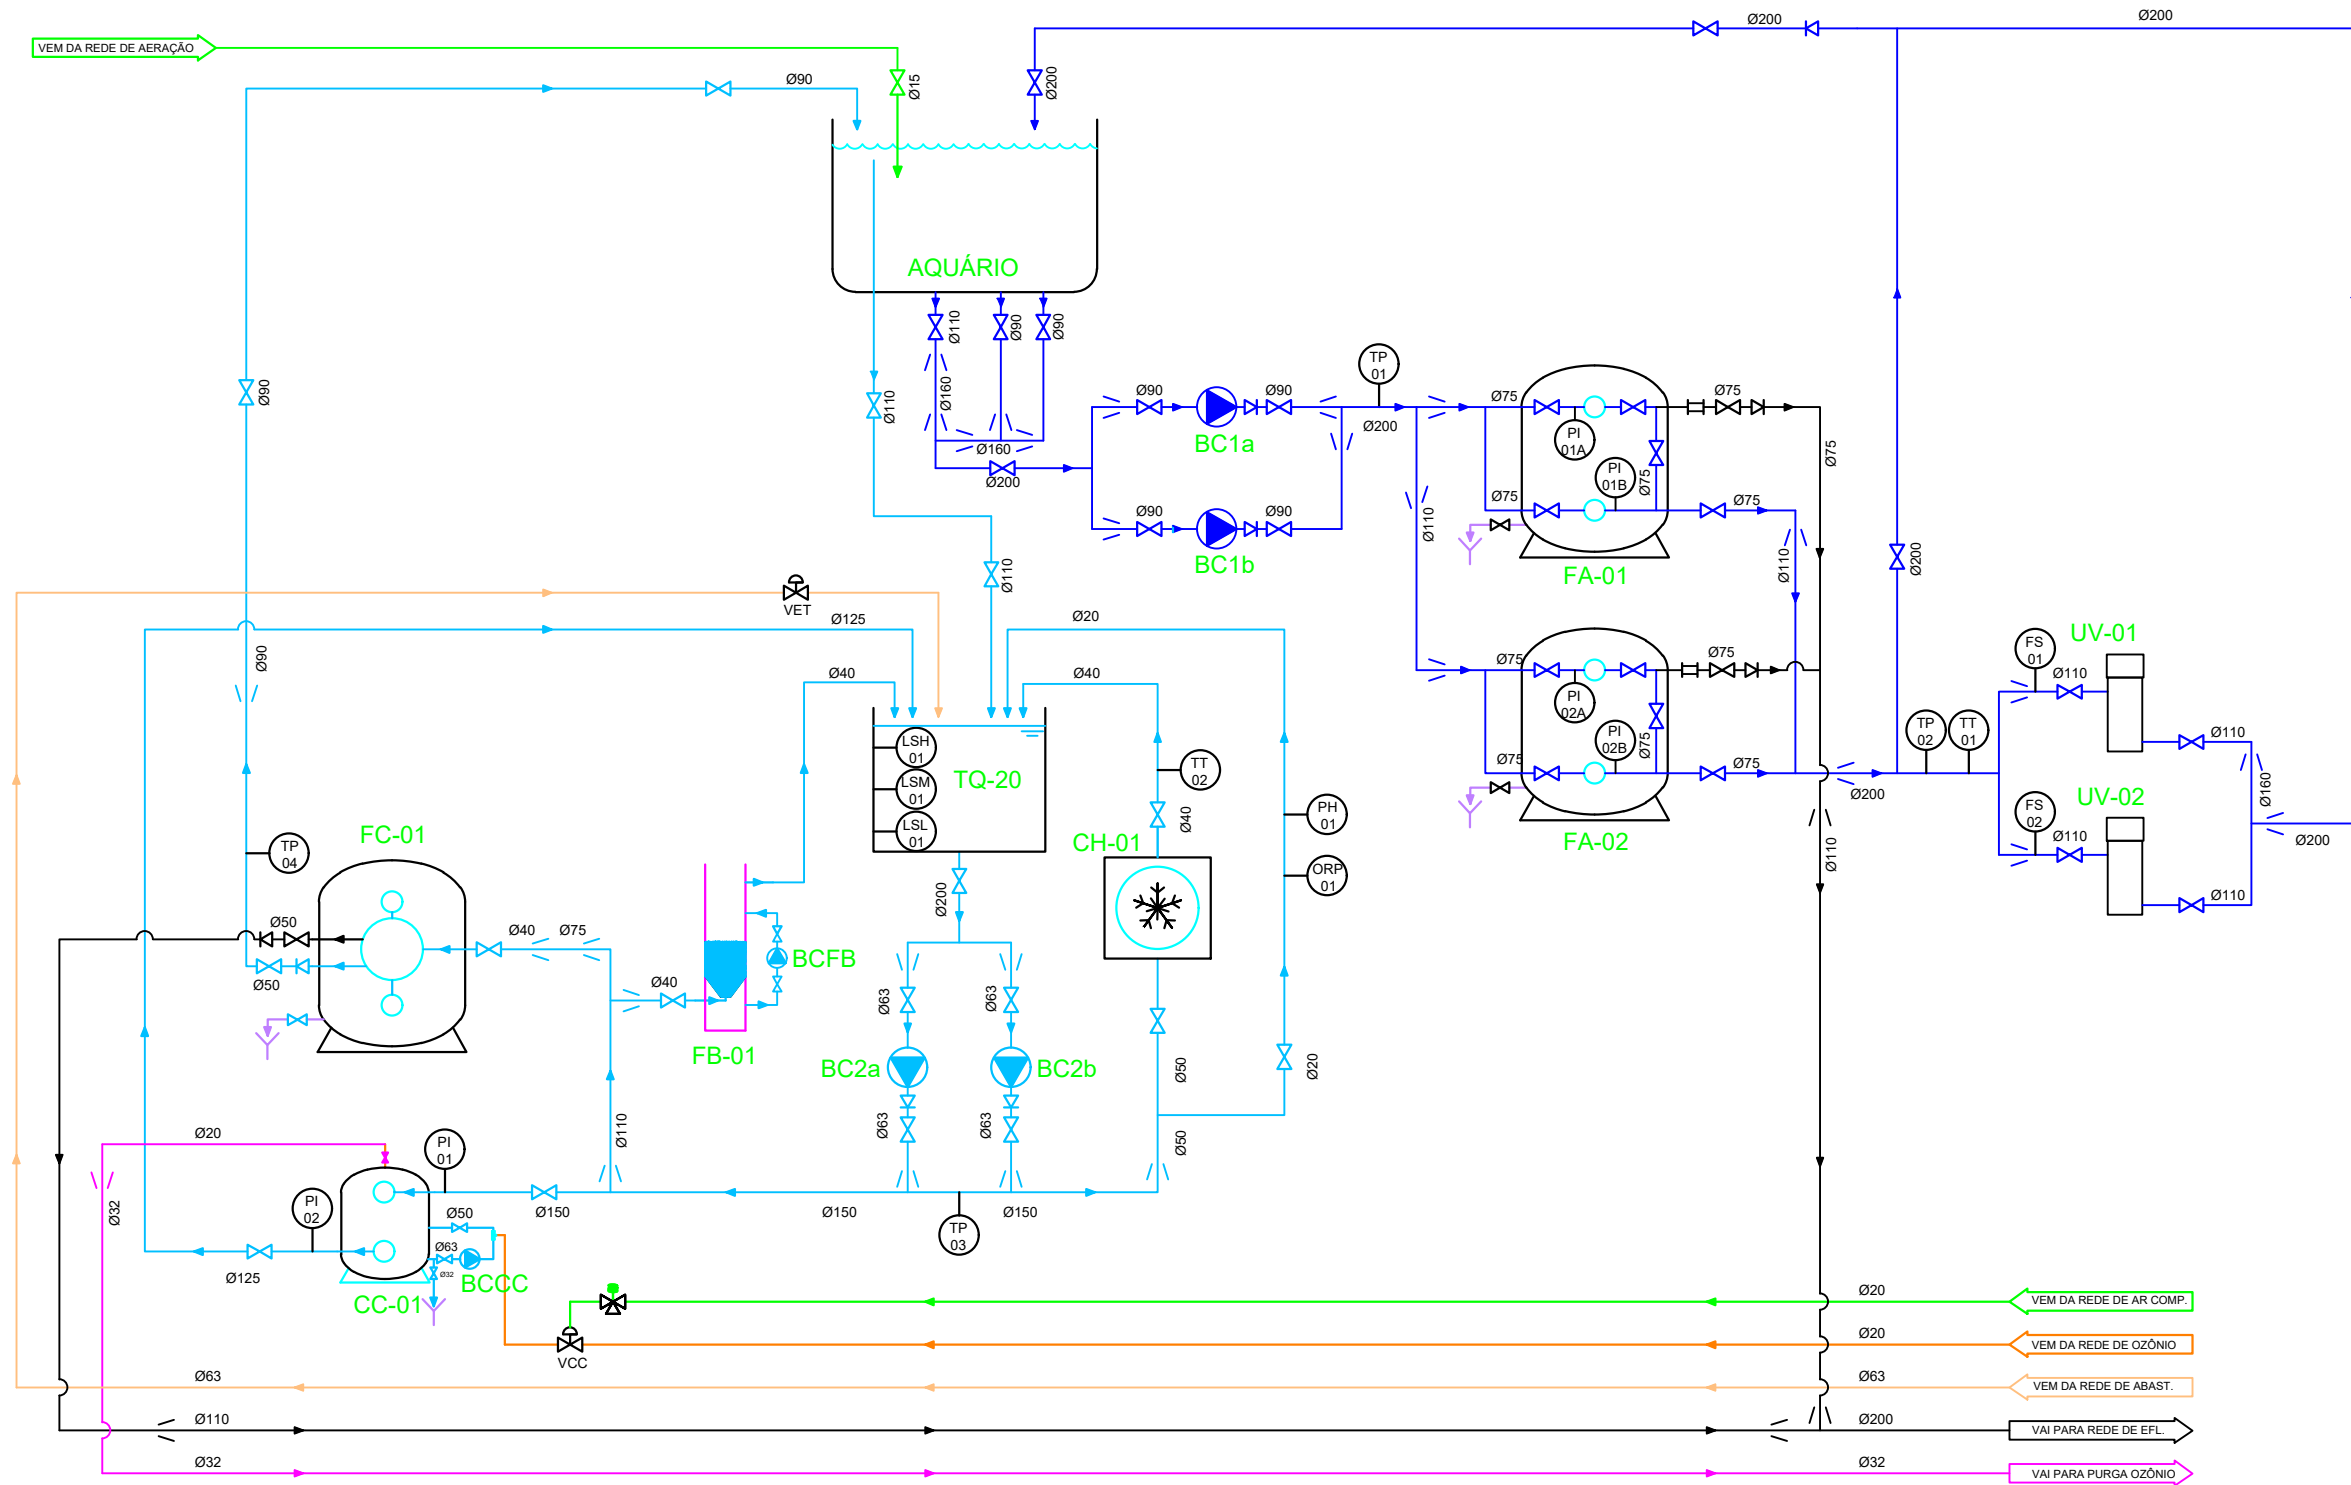 Ø200
Ø200
VEM DA REDE DE AERAÇÃO
Ø90
Ø15
Ø200
AQUÁRIO
Ø110
Ø90
Ø90
Ø90
Ø110
Ø160
Ø160
Ø200
Ø90
Ø90
BC1a
Ø90
Ø90
BC1b
TP
01
Ø200
Ø110
Ø75
PI
01A
PI
01B
Ø75
Ø75
Ø75
Ø75
Ø75
FA-01
Ø110
Ø200
Ø110
VET
Ø125
Ø20
Ø90
Ø40
Ø40
LSH
01
LSM
01
LSL
01
TQ-20
TT
02
Ø40
PH
01
ORP
01
CH-01
Ø75
PI
02A
PI
02B
Ø75
Ø75
Ø75
Ø75
FA-02
Ø200
Ø110
TP
02
TT
01
FS
01
UV-01
Ø110
Ø110
FS
02
UV-02
Ø110
Ø110
Ø160
Ø200
FC-01
TP
04
Ø50
Ø50
Ø40
Ø75
Ø40
BCFB
FB-01
Ø200
Ø63
Ø63
BC2a
BC2b
Ø63
Ø63
Ø50
Ø20
Ø50
Ø110
Ø20
PI
01
Ø32
PI
02
Ø50
Ø150
Ø150
Ø150
TP
03
Ø63
Ø32
BCCC
Ø125
CC-01
Ø20
VEM DA REDE DE AR COMP.
Ø20
VEM DA REDE DE OZÔNIO
VCC
Ø63
Ø63
VEM DA REDE DE ABAST.
Ø110
Ø200
VAI PARA REDE DE EFL.
Ø32
Ø32
VAI PARA PURGA OZÔNIO